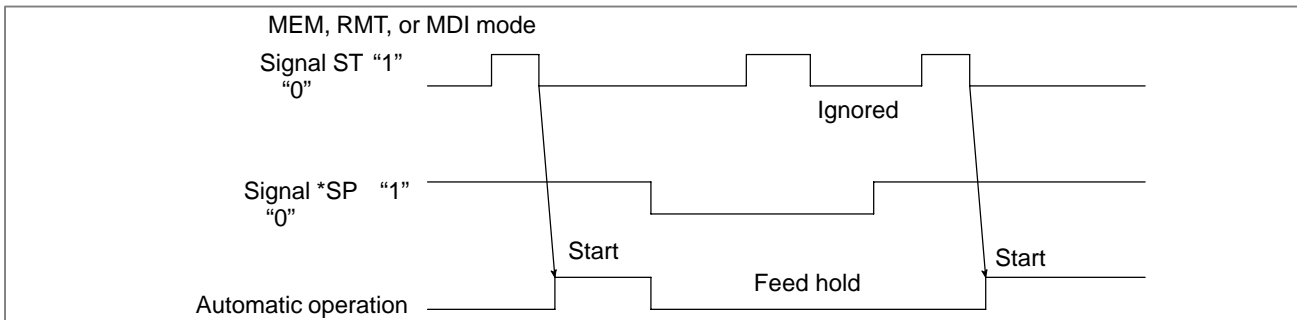 MEM, RMT, or MDI mode
Signal ST “1”
“0”
Ignored
Signal *SP “1”
“0”
Start
Start
Feed hold
Automatic operation